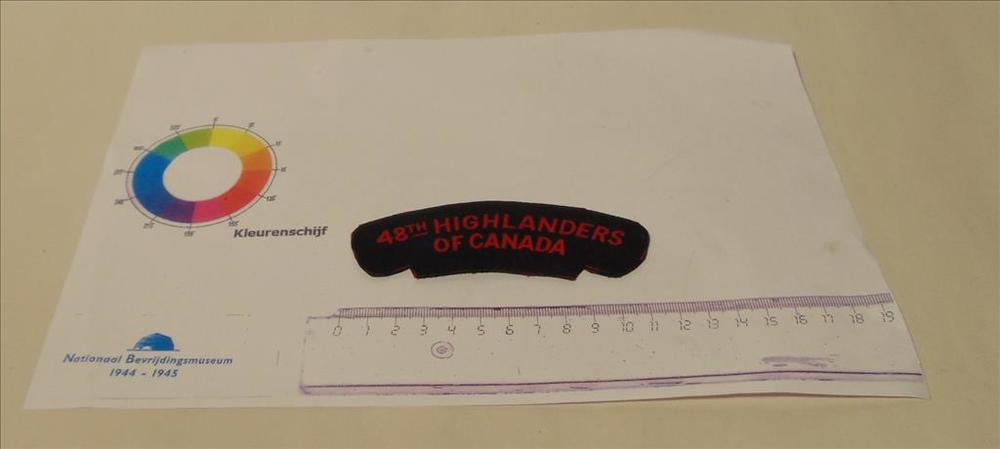 Kleurenschijf
48TH HIGHLANDERS
OF CANADA
0 1 2 3 4 5 6 7 8 9 10 11 12 13 14 15 16 17 18 19
Nationaal Bevrijdingsmuseum
1944 - 1945